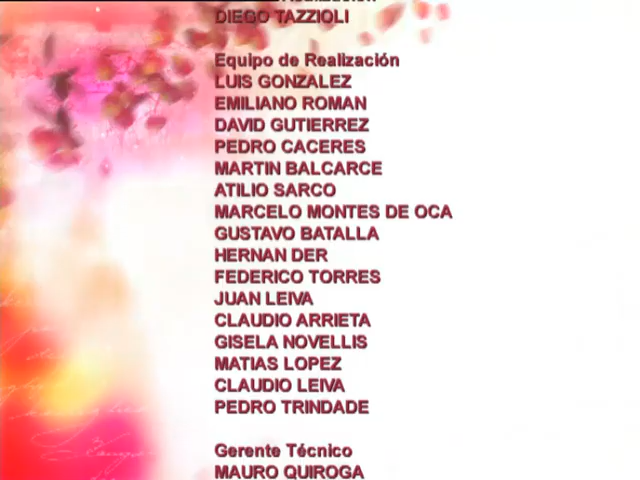 DIEGO TAZZIOLI
Equipo de Realización
LUIS GONZALEZ
EMILIANO ROMAN
DAVID GUTIERREZ
PEDRO CACERES
MARTIN BALCARCE
ATILIO SARCO
MARCELO MONTES DE OCA
GUSTAVO BATALLA
HERNAN DER
FEDERICO TORRES
JUAN LEIVA
CLAUDIO ARRIETA
GISELA NOVELLIS
MATIAS LOPEZ
CLAUDIO LEIVA
PEDRO TRINDADE
Gerente Técnico
MAURO QUIROGA